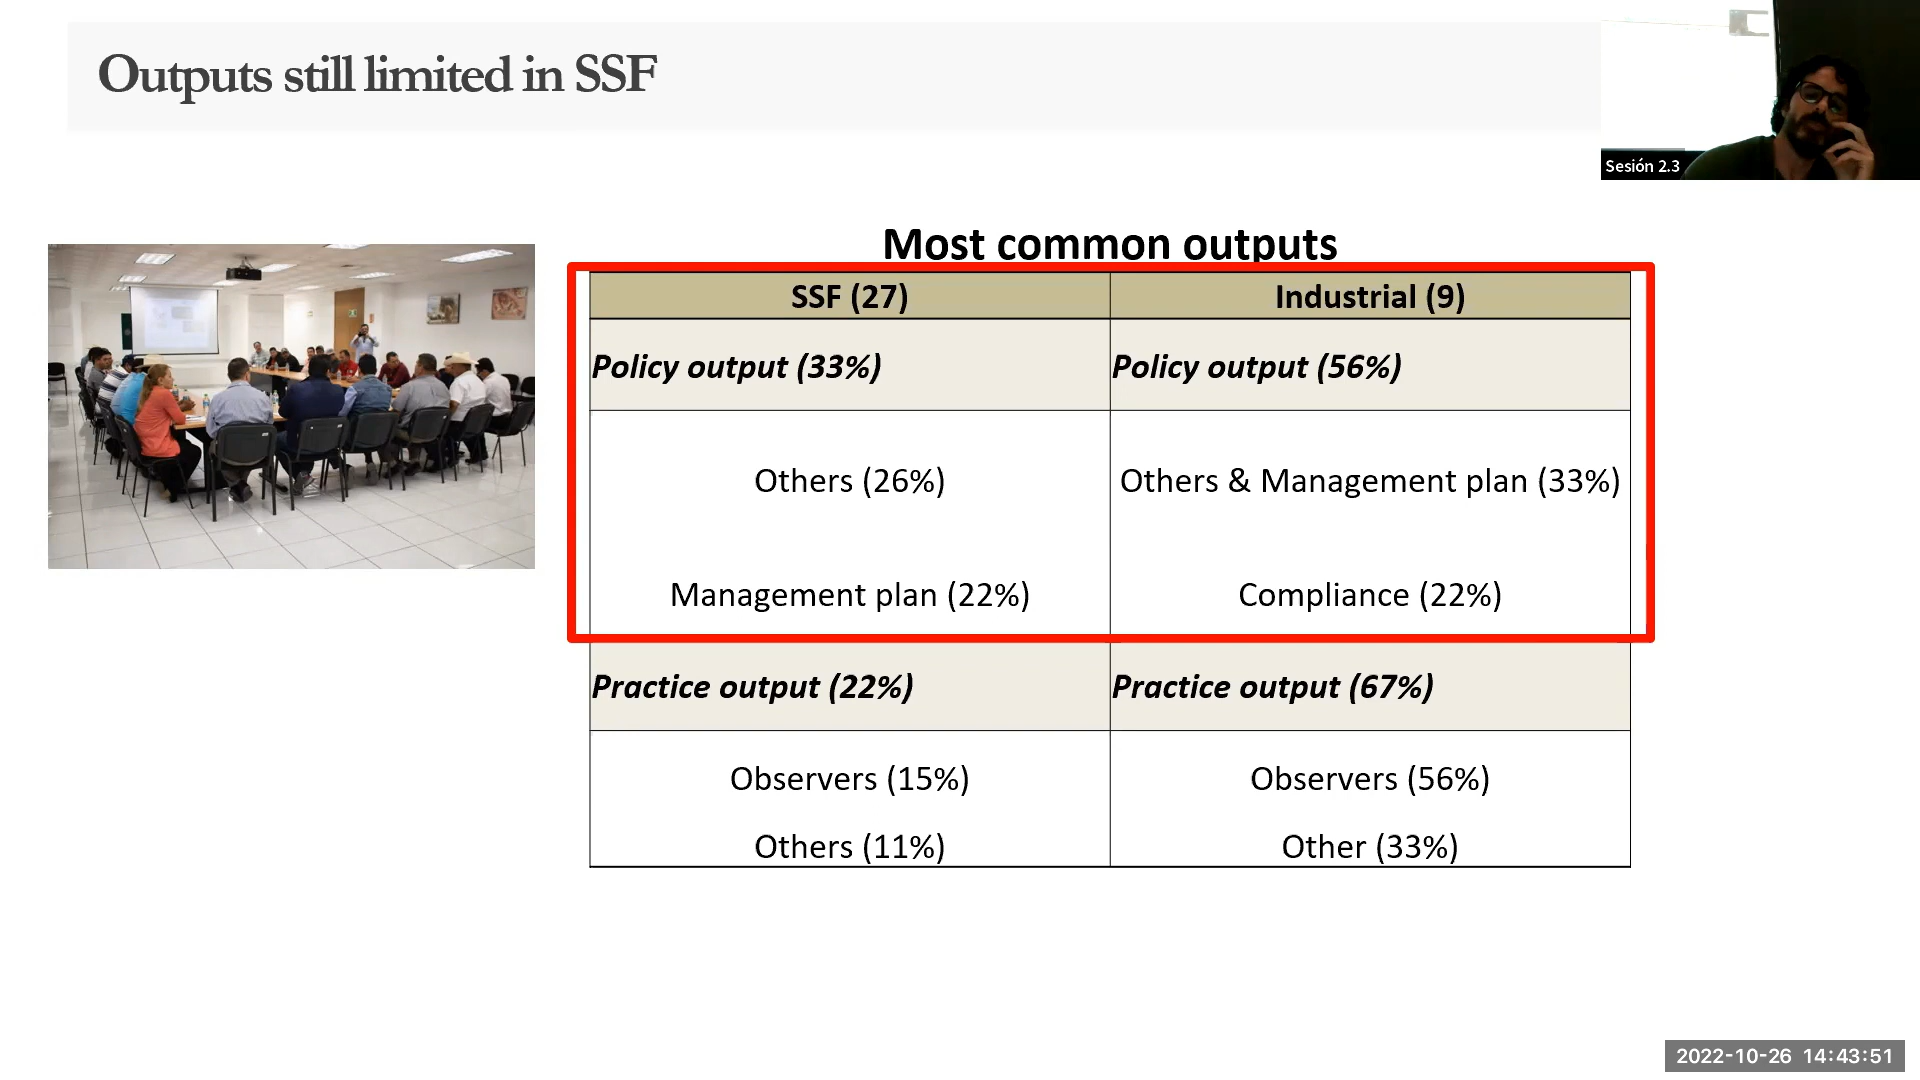 Outputs still limited in SSF
Sesión 2.3
Most common outputs
SSF (27)
Industrial (9)
Policy output (33%)
Policy output (56%)
Others (26%)
Others & Management plan (33%)
Management plan (22%)
Compliance (22%)
Practice output (22%)
Practice output (67%)
Observers (15%)
Observers (56%)
Others (11%)
Other (33%)
2022-10-26 14:43:51